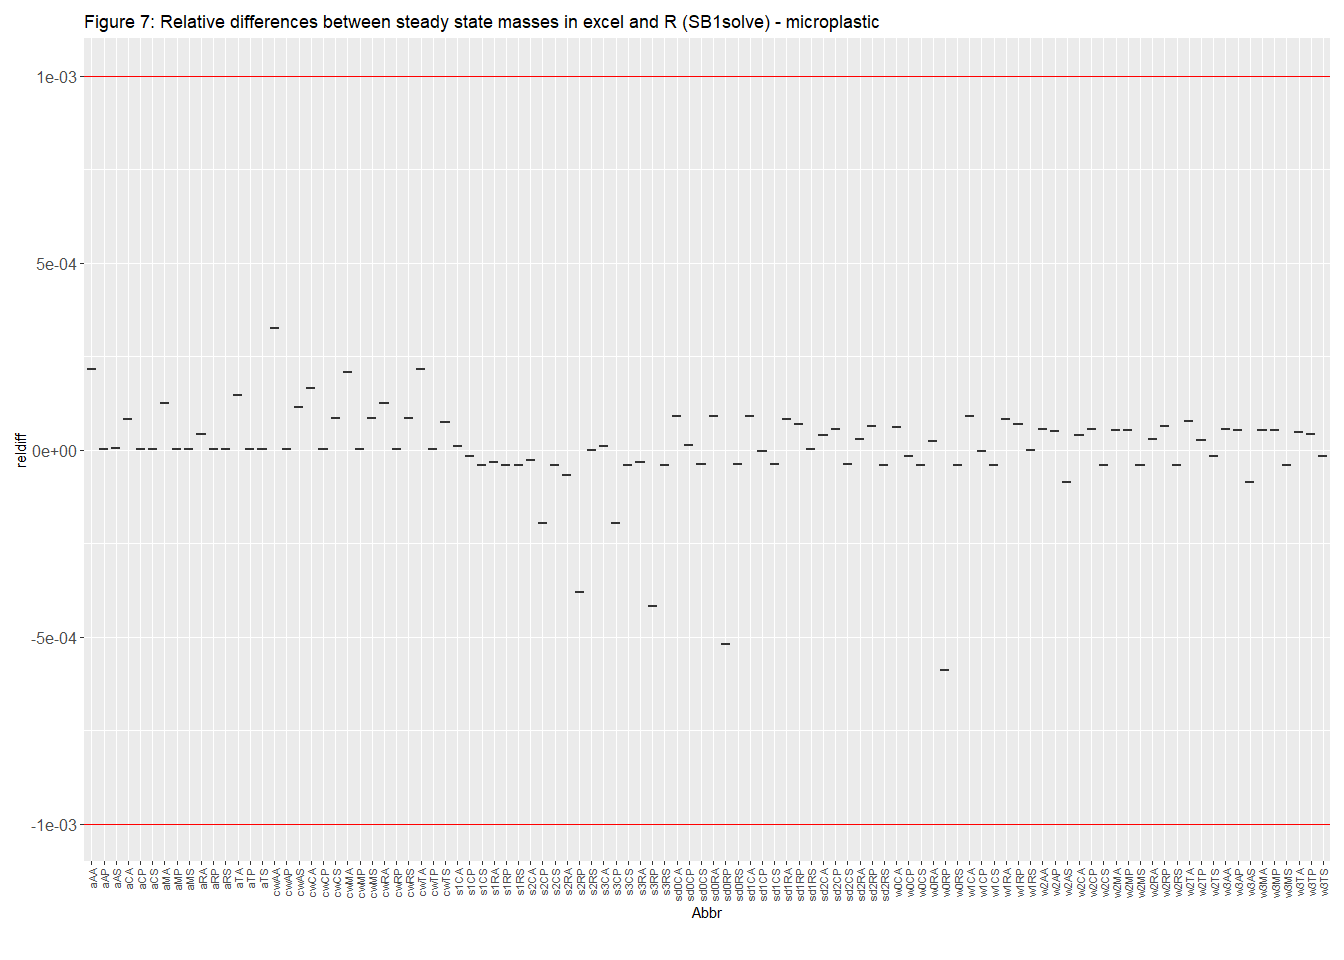 Figure 7: Relative differences between steady state masses in excel and R (SB1solve) - microplastic
reldiff
1e-03
5e-04
0e+00
-5e-04
-1e-03
aAA
aAP
aAS
aCA
aCP
aCS
aMA
aMP
aMS
aRA
aRP
aRS
aTA
aTP
aTS
cwAA
cwAP
cwAS
cwCA
cwCP
cwCS
cwMA
cwMP
cwMS
cwRA
cwRP
cwRS
cwTA
cwTP
cwTS
s1CA
s1CP
s1CS
s1RA
s1RP
s1RS
s2CA
s2CP
s2CS
s2RA
s2RP
s2RS
s3CA
s3CP
s3CS
s3RA
s3RP
s3RS
sd0CA
sd0CP
sd0CS
sd0RA
sd0RP
sd0RS
sd1CA
sd1CP
sd1CS
sd1RA
sd1RP
sd1RS
sd2CA
sd2CP
sd2CS
sd2RA
sd2RP
sd2RS
w0CA
w0CP
w0CS
w0RA
w0RP
w0RS
w1CA
w1CP
w1CS
w1RA
w1RP
w1RS
w2AA
w2AP
w2AS
w2CA
w2CP
w2CS
w2MA
w2MP
w2MS
w2RA
w2RP
w2RS
w2TA
w2TP
w2TS
w3AA
w3AP
w3AS
w3MA
w3MP
w3MS
w3TA
w3TP
w3TS
Abbr